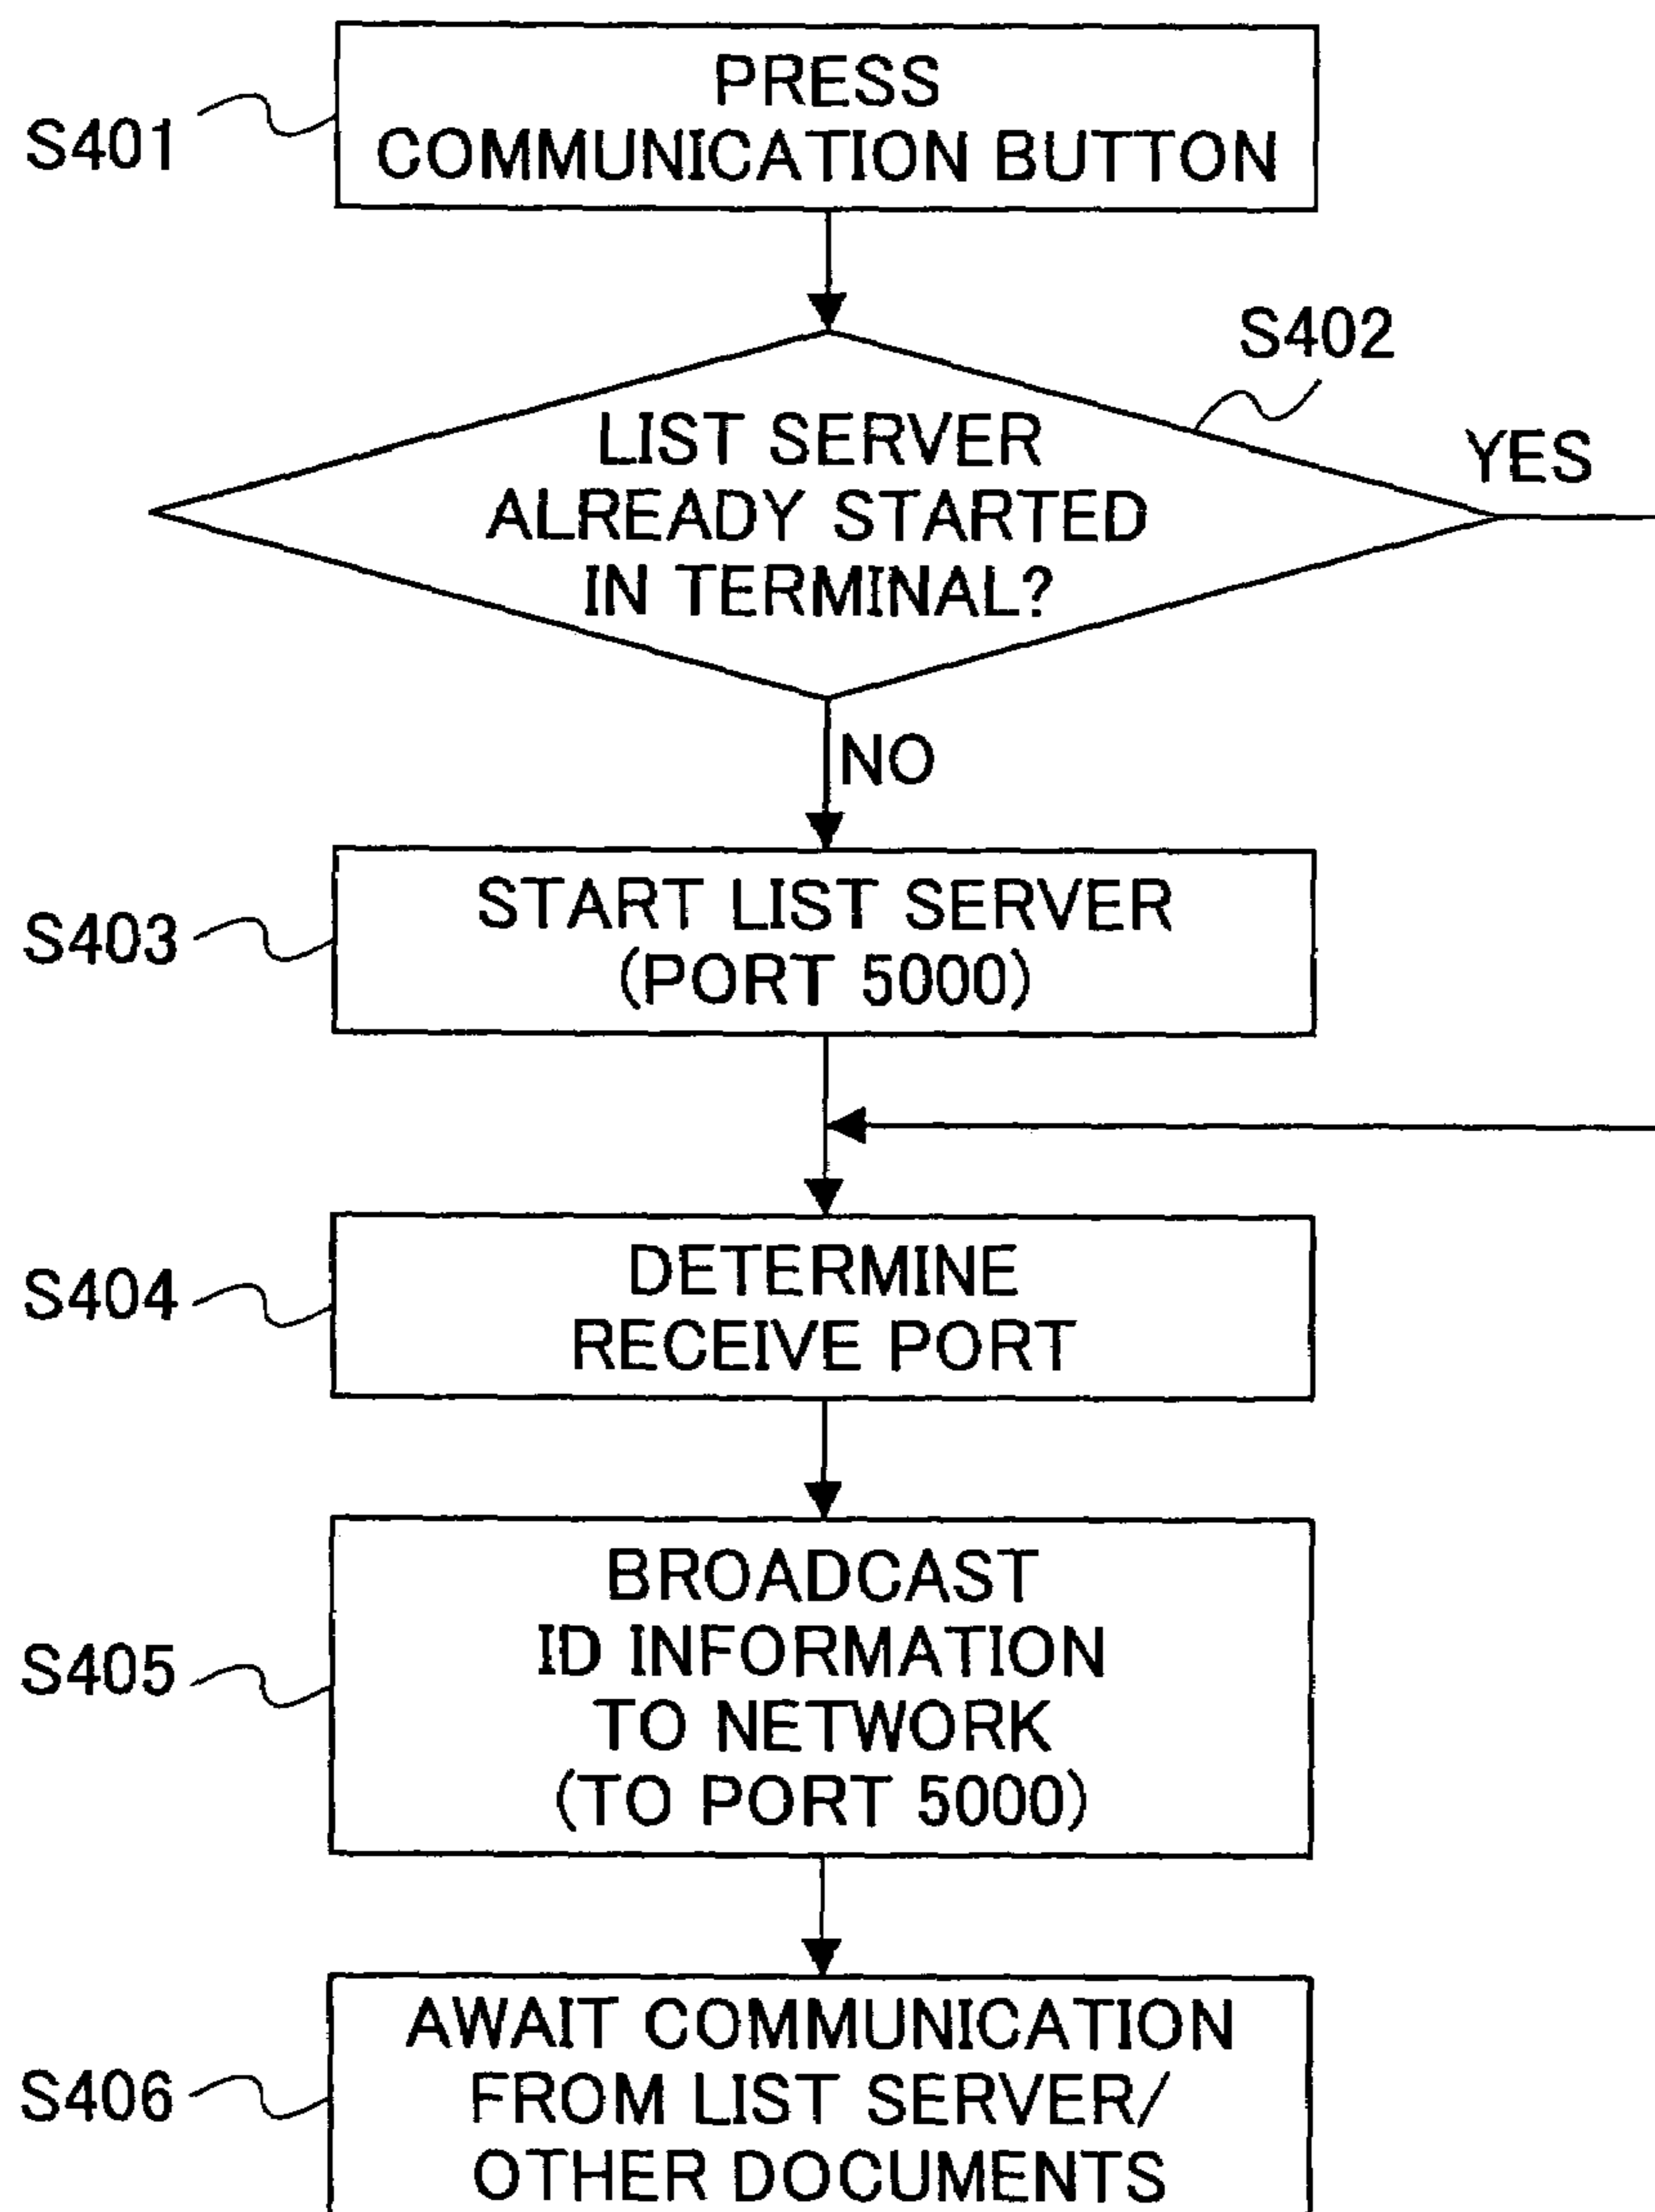 PRESS
S401
COMMUNICATION BUTTON
S402
LIST SERVER
YES
ALREADY STARTED
IN TERMINAL?
NO
START LIST SERVER
S403
(PORT 5000)
DETERMINE
S404
RECEIVE PORT
BROADCAST
ID INFORMATION
S405
TO NETWORK
(TO PORT 5000)
AWAIT COMMUNICATION
S406
FROM LIST SERVER/
OTHER DOCUMENTS